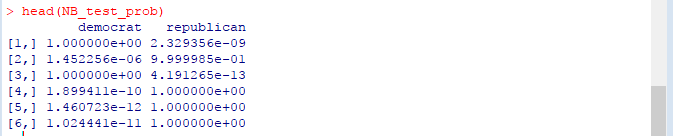 > head(NB_test_prob)
democrat republican
[1,] 1.000000e+00 2.329356e-09
[2,] 1.452256e-06 9.999985e-01
[3,] 1.000000e+00 4.191265e-13
[4,] 1.899411e-10 1.000000e+00
[5,] 1.460723e-12 1.000000e+00
[6,] 1.024441e-11 1.000000e+00